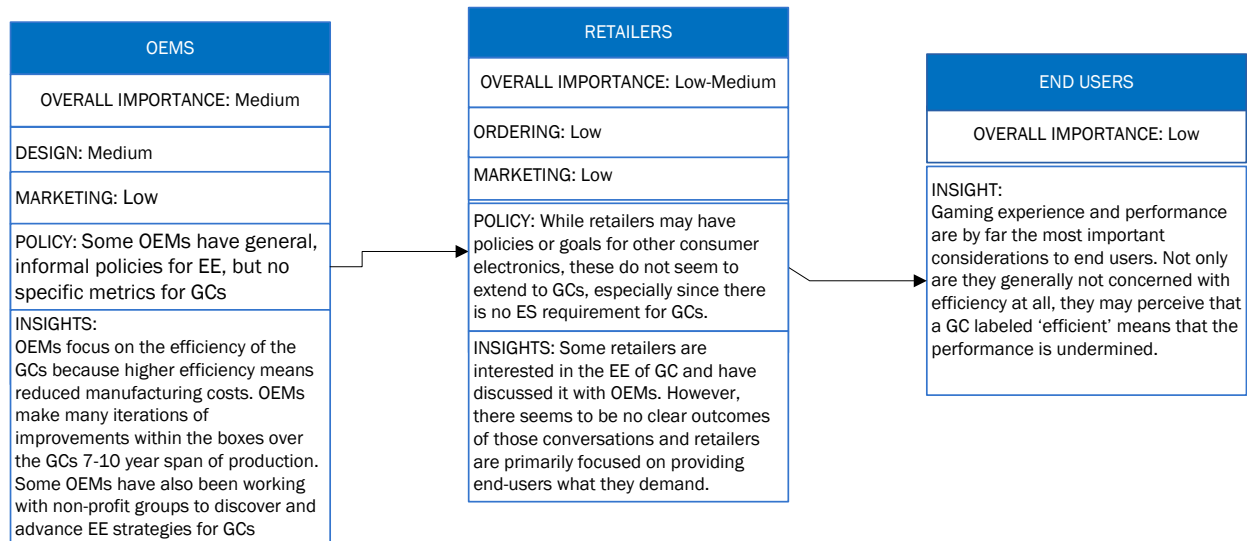 OEMS
OVERALL IMPORTANCE: Medium
DESIGN: Medium
MARKETING: Low
POLICY: Some OEMs have general,
informal policies for EE, but no
specific metrics for GCs
INSIGHTS:
OEMs focus on the efficiency of the
GCs because higher efficiency means
reduced manufacturing costs. OEMs
make many iterations of
improvements within the boxes over
the GCs 7-10 year span of production.
Some OEMs have also been working
with non-profit groups to discover and
advance EE strategies for GCs
RETAILERS
OVERALL IMPORTANCE: Low-Medium
ORDERING: Low
MARKETING: Low
POLICY: While retailers may have
policies or goals for other consumer
electronics, these do not seem to
extend to GCs, especially since there
is no ES requirement for GCs.
INSIGHTS: Some retailers are
interested in the EE of GC and have
discussed it with OEMs. However,
there seems to be no clear outcomes
of those conversations and retailers
are primarily focused on providing
end-users what they demand.
END USERS
OVERALL IMPORTANCE: Low
INSIGHT:
Gaming experience and performance
are by far the most important
considerations to end users. Not only
are they generally not concerned with
efficiency at all, they may perceive that
a GC labeled ‘efficient’ means that the
performance is undermined.